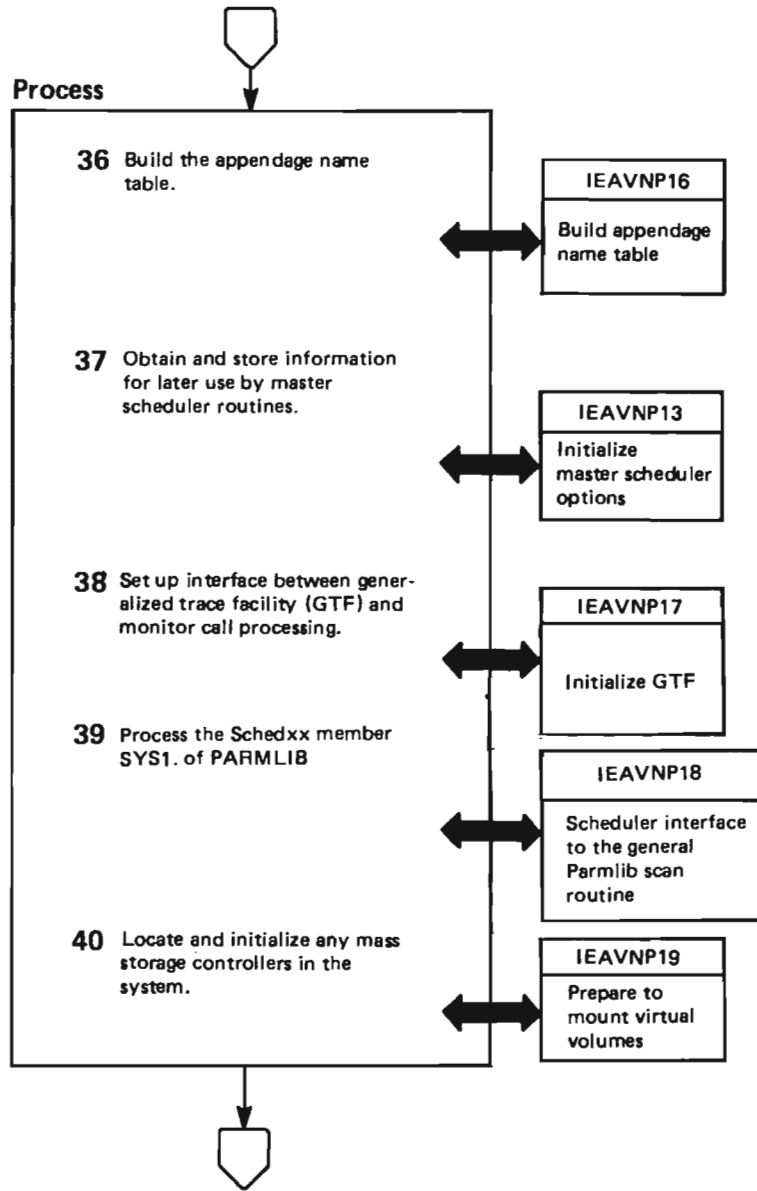 Process
36 Build the appendage name
table.
IEAVNP16
Build appendage
name table
37 Obtain and store information
for later use by master
scheduler routines.
IEAVNP13
Initialize
master scheduler
options
38 Set up interface between gener-
alized trace facility (GTF) and
monitor call processing.
IEAVNP17
Initialize GTF
39 Process the Schedxx member
SYS1. of PARMLIB
IEAVNP18
Scheduler interface
to the general
Parmlib scan
routine
40 Locate and initialize any mass
storage controllers in the
system.
IEAVNP19
Prepare to
mount virtual
volumes